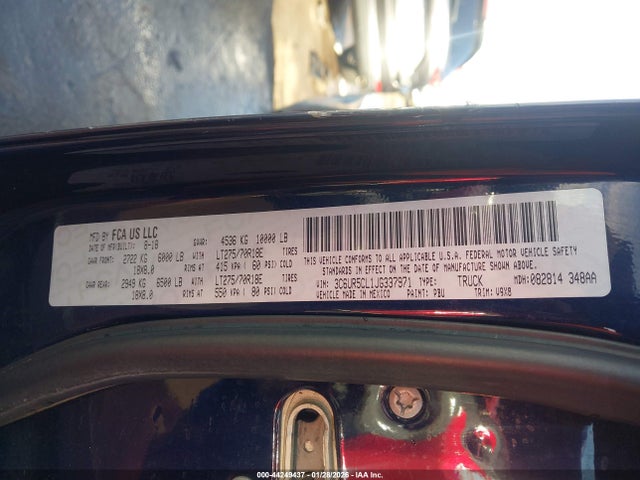 MFD BY FCA US LLC
DATE OF MFR/BUILT: 8-18 GVWR: 4536 KG 10000 LB
GAWR FRONT: 2722 KG 6000 LB WITH LT275/70R18E TIRES
18X8.0 RIMS 415 KPA ( 60 PSI) COLD
GAWR REAR: 2949 KG 6500 LB WITH LT275/70R18E TIRES
18X8.0 RIMS 550 KPA ( 80 PSI) COLD
THIS VEHICLE CONFORMS TO ALL APPLICABLE U.S.A. FEDERAL MOTOR VEHICLE SAFETY
STANDARDS IN EFFECT ON THE DATE OF MANUFACTURE SHOWN ABOVE.
VIN: 3C6UR5CL1JG337971 TYPE: TRUCK MDH: 082814 348AA
VEHICLE MADE IN MEXICO PAINT: PBU TRIM: V9X8
000-44249437 - 01/28/2026 - IAA Inc.